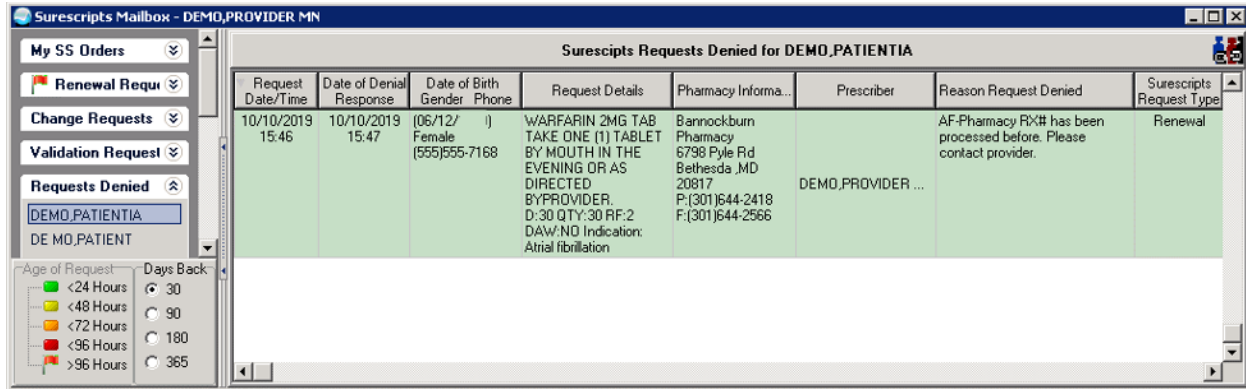 Surescripts Mailbox - DEMO,PROVIDER MN
My SS Orders
Renewal Reque
Change Requests
Validation Request
Requests Denied
DEMO,PATIENTIA
DE MO,PATIENT
Age of Request
<24 Hours
<48 Hours
<72 Hours
<96 Hours
>96 Hours
Days Back
30
90
180
365
Surescipts Requests Denied for DEMO,PATIENTIA
Request
Date/Time
Date of Denial
Response
Date of Birth
Gender Phone
Request Details
Pharmacy Informa...
Prescriber
Reason Request Denied
Surescripts
Request Type
10/10/2019
15:46
10/10/2019
15:47
(06/12/ )
Female
(555)555-7168
WARFARIN 2MG TAB
TAKE ONE (1) TABLET
BY MOUTH IN THE
EVENING OR AS
DIRECTED
BYPROVIDER.
D:30 QTY:30 RF:2
DAW:NO Indication:
Atrial fibrillation
Bannockburn
Pharmacy
6798 Pyle Rd
Bethesda ,MD
20817
P:(301)644-2418
F:(301)644-2566
DEMO,PROVIDER ...
AF-Pharmacy RX# has been
processed before. Please
contact provider.
Renewal